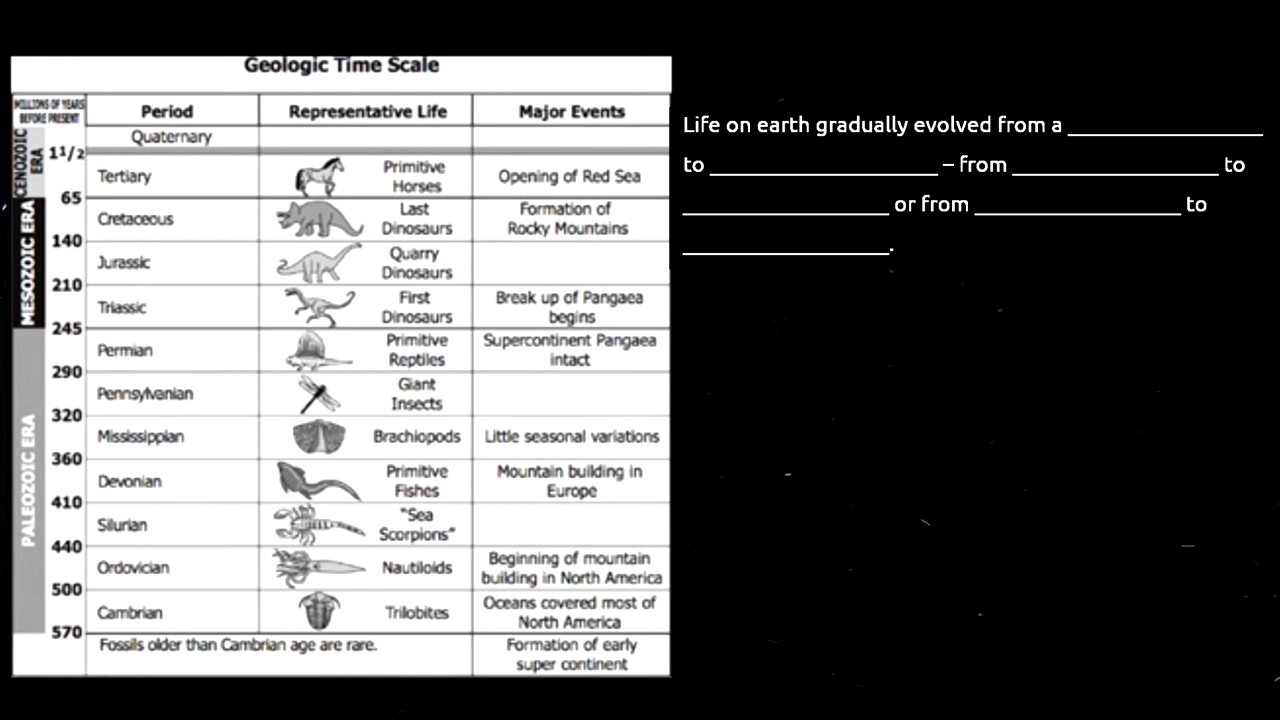 Geologic Time Scale
MILLIONS OF YEARS
BEFORE PRESENT
Period
Representative Life
Major Events
CENOZOIC
ERA
Quaternary
1 1/2
Tertiary
Primitive
Horses
Opening of Red Sea
65
MESOZOIC ERA
Cretaceous
Last
Dinosaurs
Formation of
Rocky Mountains
140
Jurassic
Quarry
Dinosaurs
210
Triassic
First
Dinosaurs
Break up of Pangaea
begins
245
PALEOZOIC ERA
Permian
Primitive
Reptiles
Supercontinent Pangaea
intact
290
Pennsylvanian
Giant
Insects
320
Mississippian
Brachiopods
Little seasonal variations
360
Devonian
Primitive
Fishes
Mountain building in
Europe
410
Silurian
"Sea
Scorpions"
440
Ordovician
Nautiloids
Beginning of mountain
building in North America
500
Cambrian
Trilobites
Oceans covered most of
North America
570
Fossils older than Cambrian age are rare.
Formation of early
super continent
Life on earth gradually evolved from a ________________
to ___________________ – from _________________ to
_________________ or from _________________ to
_________________.